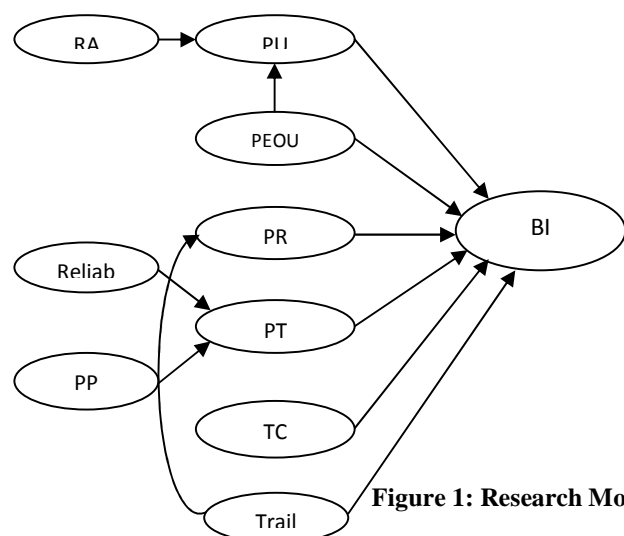 RA
PU
PEOU
BI
PR
Reliab
PT
PP
TC
Trail
Figure 1: Research Mo